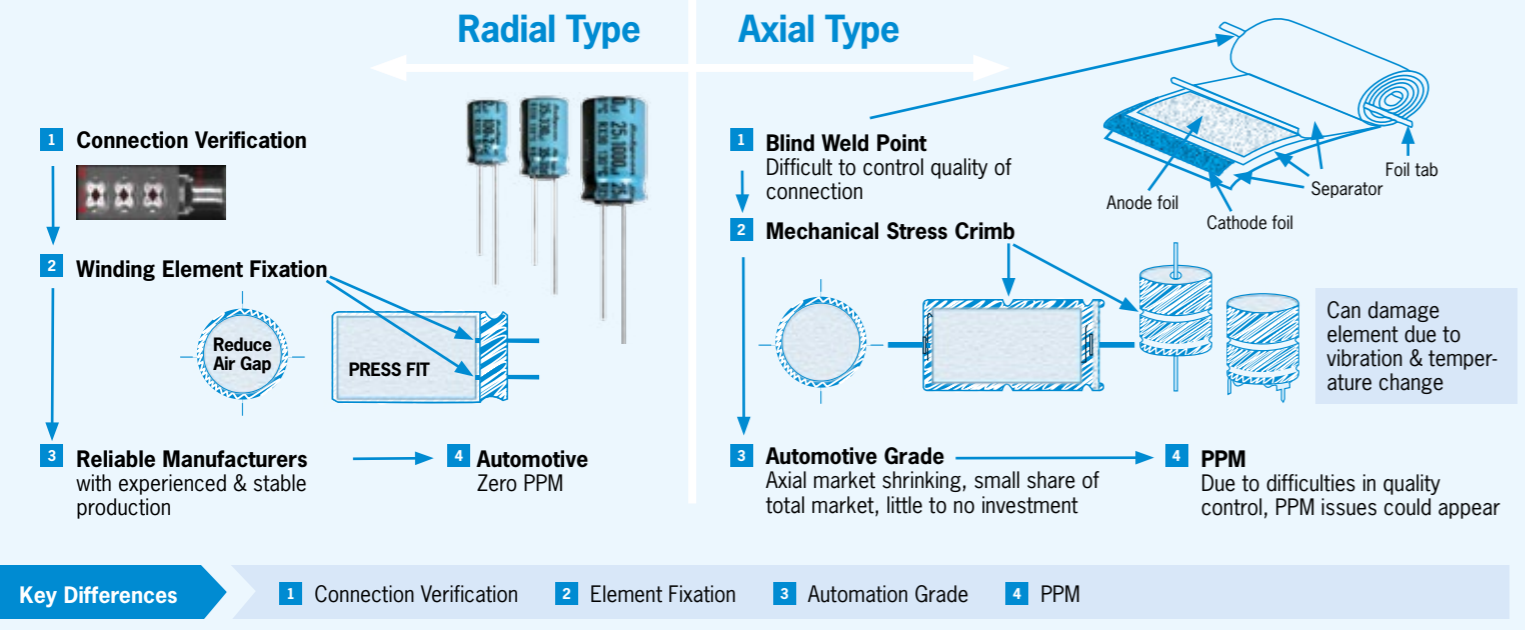 Radial Type
Axial Type
1 Connection Verification
2 Winding Element Fixation
Reduce
Air Gap
PRESS FIT
3 Reliable Manufacturers
with experienced & stable
production
4 Automotive
Zero PPM
1 Blind Weld Point
Difficult to control quality of
connection
Anode foil
Cathode foil
Separator
Foil tab
2 Mechanical Stress Crimb
Can damage
element due to
vibration & temper-
ature change
3 Automotive Grade
Axial market shrinking, small share of
total market, little to no investment
4 PPM
Due to difficulties in quality
control, PPM issues could appear
Key Differences
1 Connection Verification
2 Element Fixation
3 Automation Grade
4 PPM